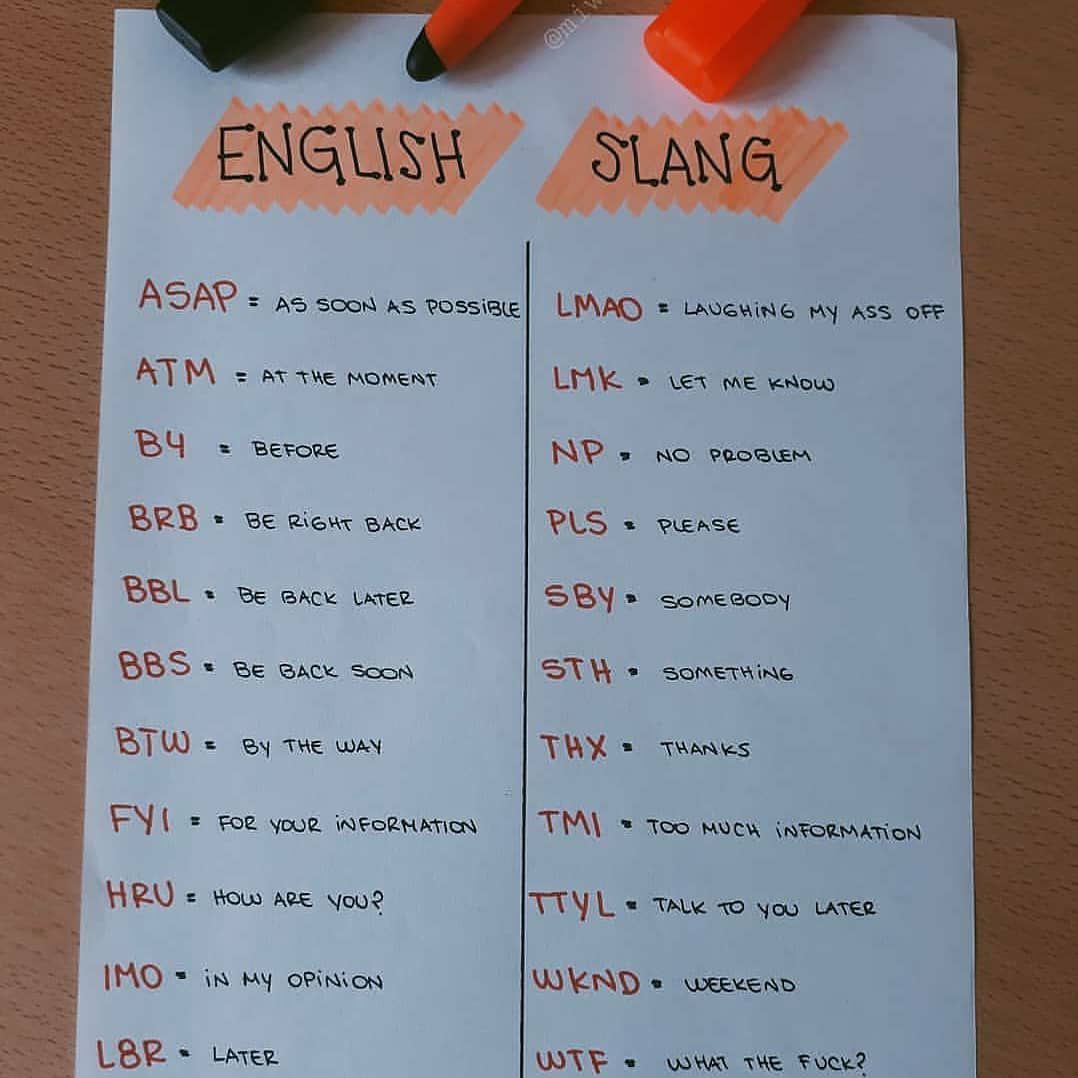 ENGLISH SLANG
ASAP = AS SOON AS POSSIBLE
ATM = AT THE MOMENT
B4 = BEFORE
BRB = BE RIGHT BACK
BBL = BE BACK LATER
BBS = BE BACK SOON
BTW = BY THE WAY
FYI = FOR YOUR INFORMATION
HRU = HOW ARE YOU?
IMO = IN MY OPINION
L8R = LATER
LMAO = LAUGHING MY ASS OFF
LMK = LET ME KNOW
NP = NO PROBLEM
PLS = PLEASE
SBY = SOMEBODY
STH = SOMETHING
THX = THANKS
TMI = TOO MUCH INFORMATION
TTYL = TALK TO YOU LATER
WKND = WEEKEND
WTF = WHAT THE FUCK?